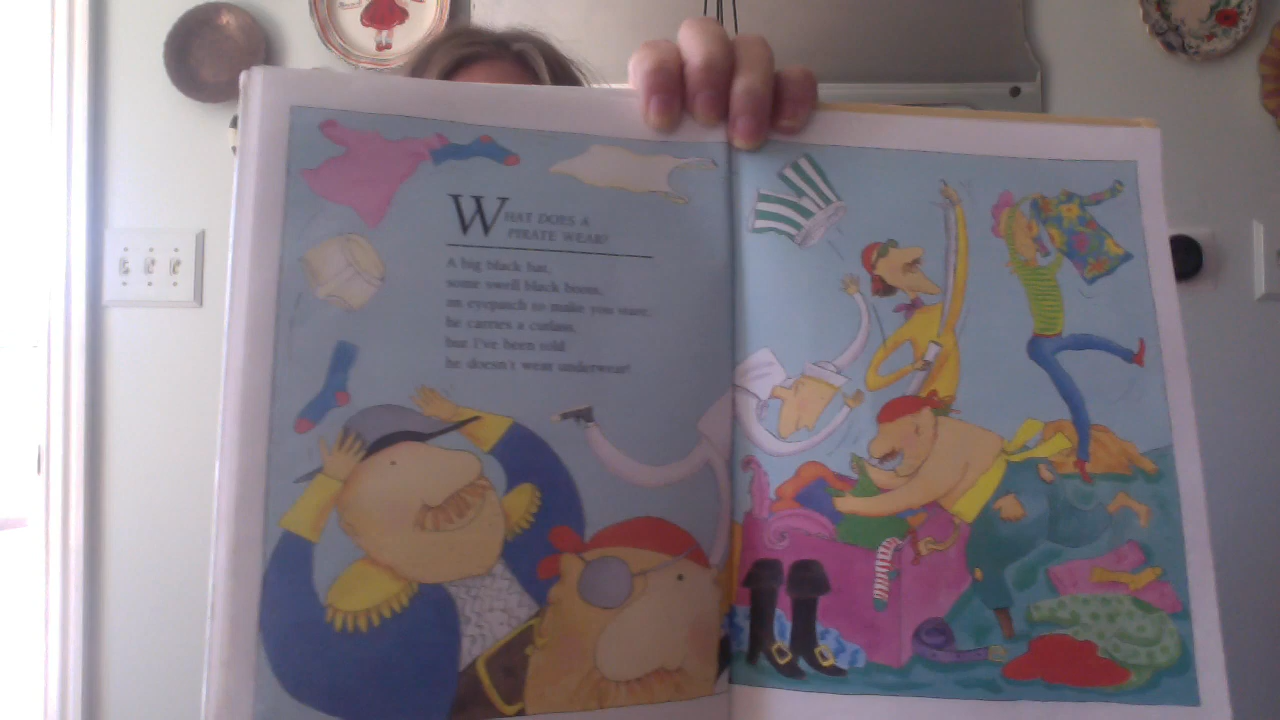 WHAT DOES A
PIRATE WEAR?
A big black hat,
some swell black boots,
an eyepatch so make you stare,
he carries a cutlass,
but I've been told
he doesn't wear underwear!